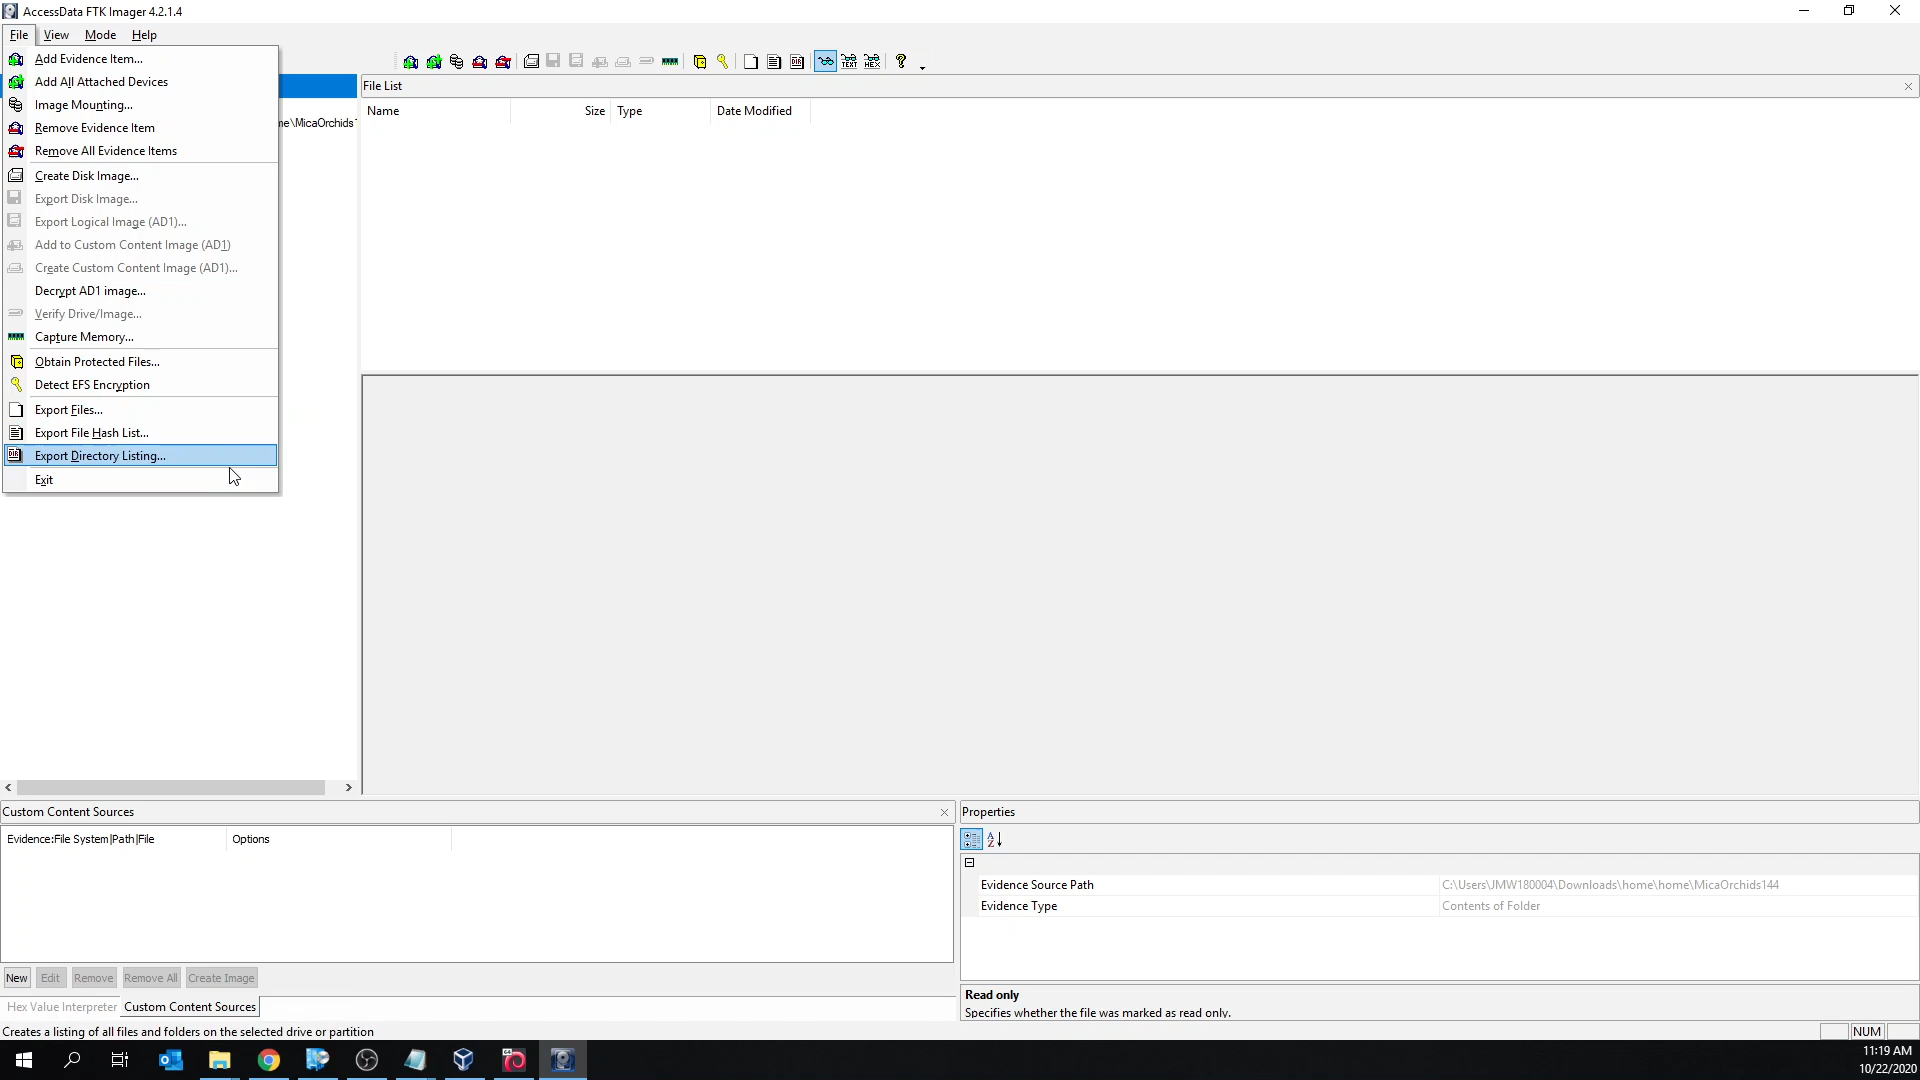 AccessData FTK Imager 4.2.1.4
File View Mode Help
Add Evidence Item...
Add All Attached Devices
Image Mounting...
Remove Evidence Item
Remove All Evidence Items
Create Disk Image...
Export Disk Image...
Export Logical Image (AD1)...
Add to Custom Content Image (AD1)
Create Custom Content Image (AD1)...
Decrypt AD1 image...
Verify Drive/Image...
Capture Memory...
Obtain Protected Files...
Detect EFS Encryption
Export Files...
Export File Hash List...
Export Directory Listing...
Exit
me\MicaOrchids1
TEXT
HEX
DIR
File List
Name Size Type Date Modified
Custom Content Sources
Evidence:File System|Path|File Options
New Edit Remove Remove All Create Image
Hex Value Interpreter Custom Content Sources
Properties
Evidence Source Path C:\Users\JMW180004\Downloads\home\home\MicaOrchids144
Evidence Type Contents of Folder
Read only
Specifies whether the file was marked as read only.
Creates a listing of all files and folders on the selected drive or partition
NUM
11:19 AM
10/22/2020